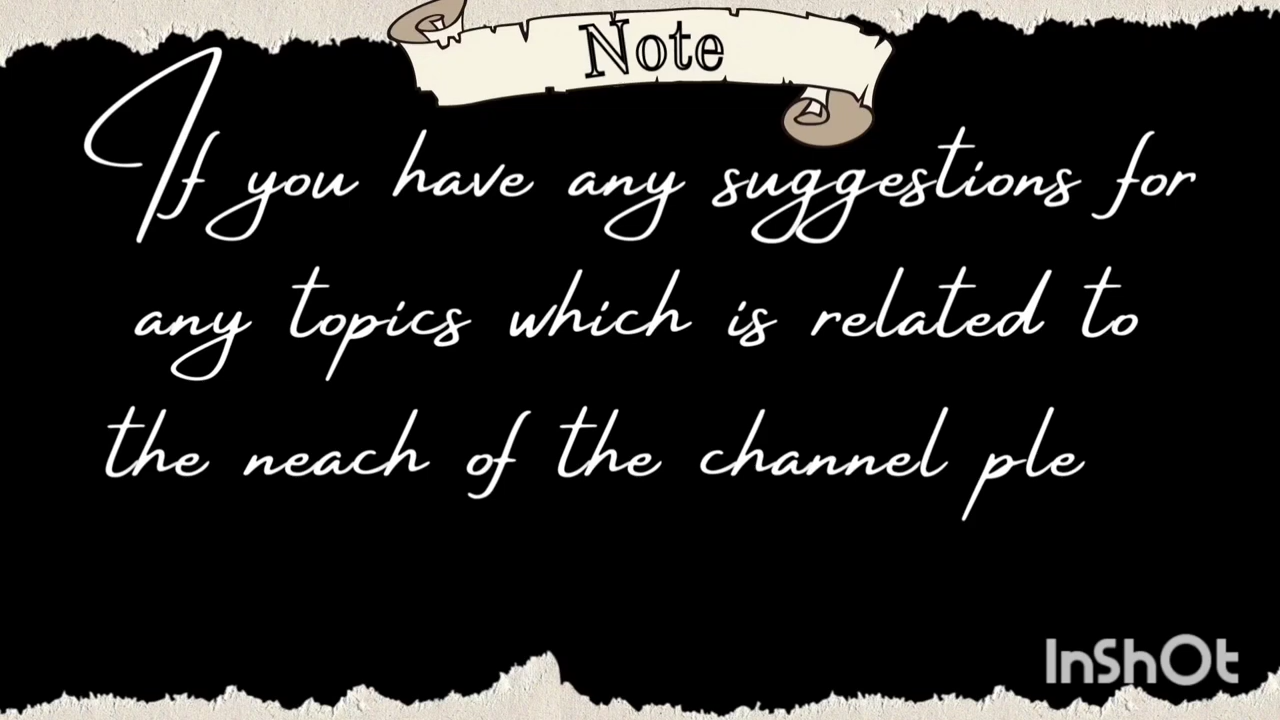 Note
If you have any suggestions for
any topics which is related to
the neach of the channel ple
InShOt